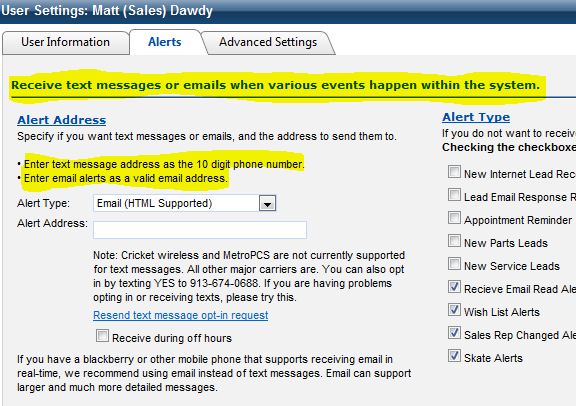 User Settings: Matt (Sales) Dawdy
User Information
Alerts
Advanced Settings
Receive text messages or emails when various events happen within the system.
Alert Address
Specify if you want text messages or emails, and the address to send them to.
• Enter text message address as the 10 digit phone number.
• Enter email alerts as a valid email address.
Alert Type: Email (HTML Supported)
Alert Address:
Note: Cricket wireless and MetroPCS are not currently supported
for text messages. All other major carriers are. You can also opt
in by texting YES to 913-674-0688. If you are having problems
opting in or receiving texts, please try this.
Resend text message opt-in request
Receive during off hours
If you have a blackberry or other mobile phone that supports receiving email in
real-time, we recommend using email instead of text messages. Email can support
larger and much more detailed messages.
Alert Type
If you do not want to receiv
Checking the checkboxe
New Internet Lead Rec
Lead Email Response R
Appointment Reminder
New Parts Leads
New Service Leads
Recieve Email Read Al
Wish List Alerts
Sales Rep Changed Ale
Skate Alerts